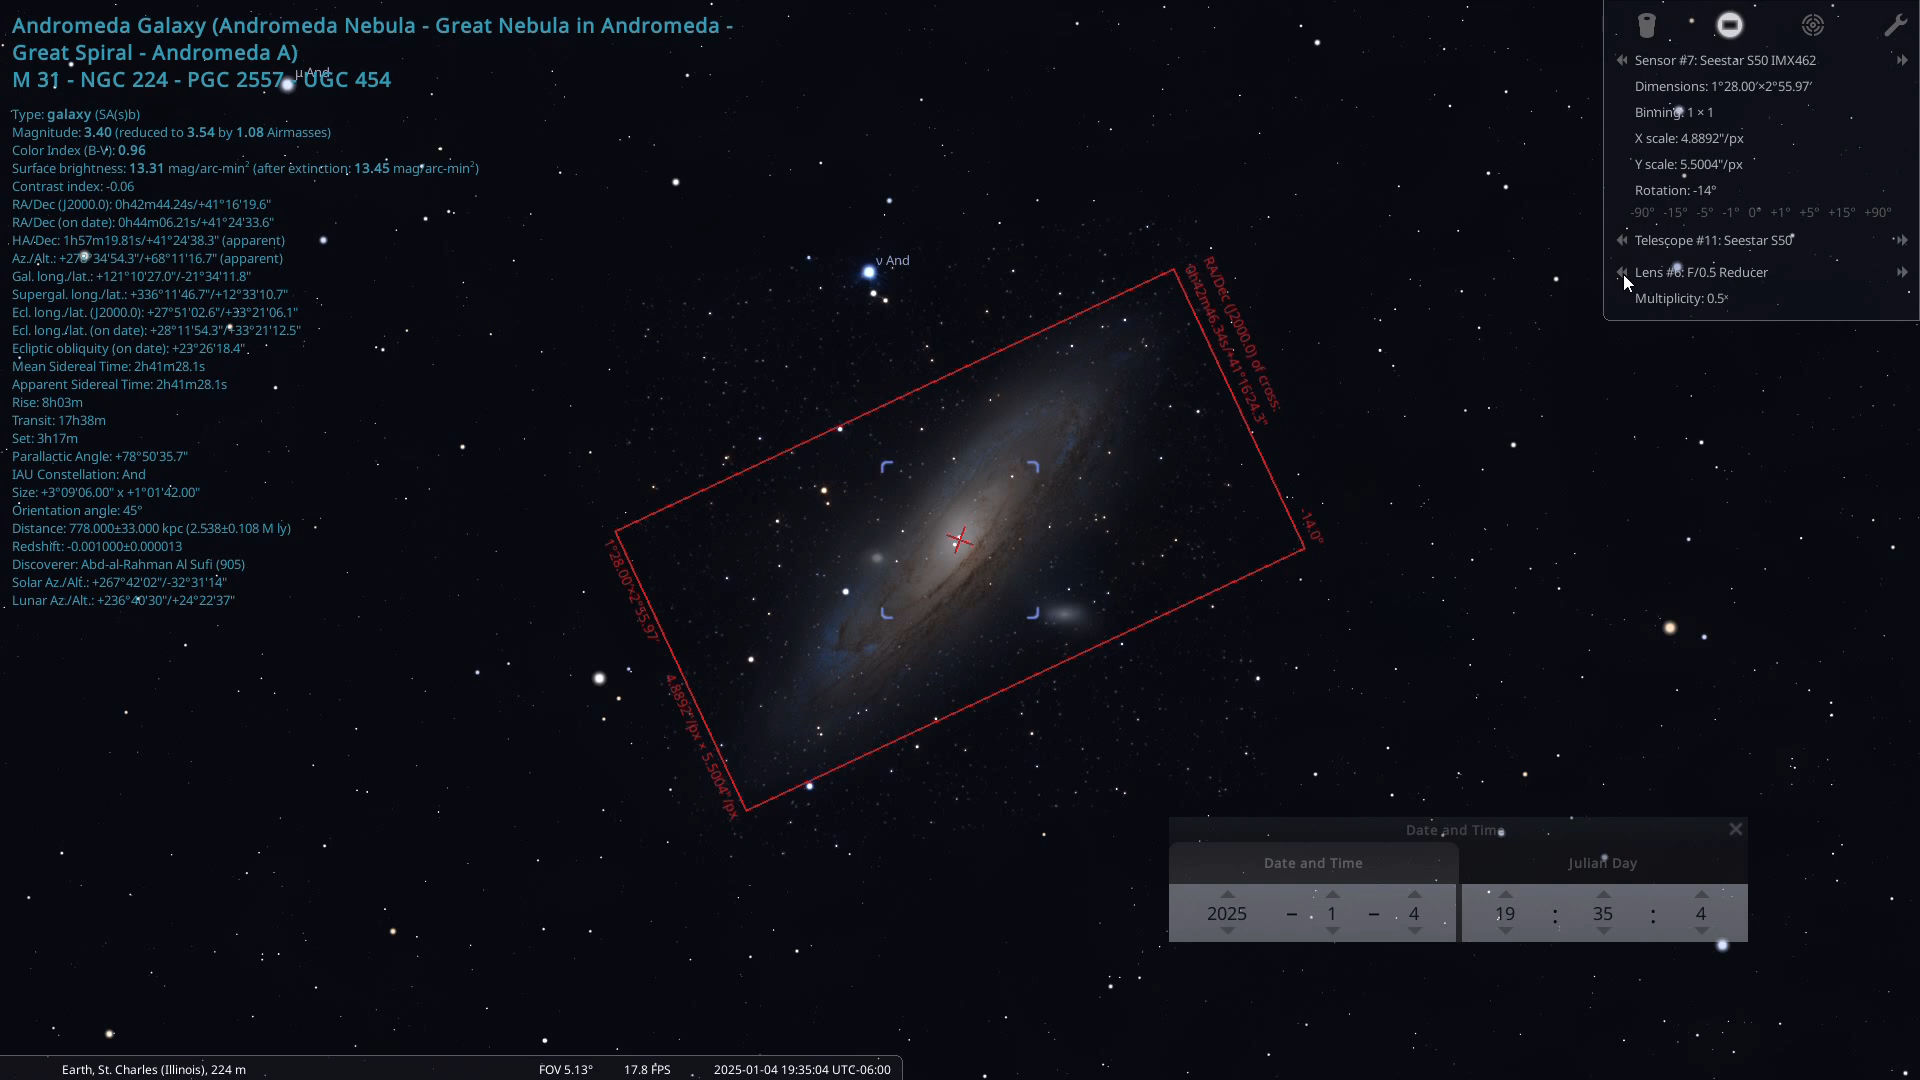 Andromeda Galaxy (Andromeda Nebula - Great Nebula in Andromeda -
Great Spiral - Andromeda A)
M 31 - NGC 224 - PGC 2557 - UGC 454
μ And
Type: galaxy (SA(s)b)
Magnitude: 3.40 (reduced to 3.54 by 1.08 Airmasses)
Color Index (B-V): 0.96
Surface brightness: 13.31 mag/arc-min² (after extinction: 13.45 mag/arc-min²)
Contrast index: -0.06
RA/Dec (J2000.0): 0h42m44.24s/+41°16'19.6"
RA/Dec (on date): 0h44m06.21s/+41°24'33.6"
HA/Dec: 1h57m19.81s/+41°24'38.3" (apparent)
Az./Alt.: 34'54.3"/+68°11'16.7" (apparent)
Gal. long./lat.: +121°10'27.0"/-21°34'11.8"
Supergal. long./lat.: +336°11'46.7"/+12°33'10.7"
Ecl. long./lat. (J2000.0): +27°51'02.6"/+33°21'06.1"
Ecl. long./lat. (on date): +28°11'54.3"/+33°21'12.5"
Ecliptic obliquity (on date): +23°26'18.4"
Mean Sidereal Time: 2h41m28.1s
Apparent Sidereal Time: 2h41m28.1s
Rise: 8h03m
Transit: 17h38m
Set: 3h17m
Parallactic Angle: +78°50'35.7"
IAU Constellation: And
Size: +3°09'06.00" x +1°01'42.00"
Orientation angle: 45°
Distance: 778.000±33.000 kpc (2.538±0.108 M ly)
Redshift: -0.001000±0.000013
Discoverer: Abd-al-Rahman Al Sufi (905)
Solar Az./Alt.: +267°42'02"/-32°31'14"
Lunar Az./Alt.: +236°40'30"/+24°22'37"
ν And
RA/Dec (J2000.0) of cross:
0h42m46.34s/+41°16'24.3"
-14.0°
1°28.00'×2°55.97'
4.8892"/px × 5.5004"/px
Sensor #7: Seestar S50 IMX462
Dimensions: 1°28.00'×2°55.97'
Binning: 1 × 1
X scale: 4.8892"/px
Y scale: 5.5004"/px
Rotation: -14°
-90° -15° -5° -1° 0° +1° +5° +15° +90°
Telescope #11: Seestar S50
Lens #6: F/0.5 Reducer
Multiplicity: 0.5ˣ
Date and Time
Date and Time Julian Day
2025 – 1 – 4 19 : 35 : 4
Earth, St. Charles (Illinois), 224 m FOV 5.13° 17.8 FPS 2025-01-04 19:35:04 UTC-06:00